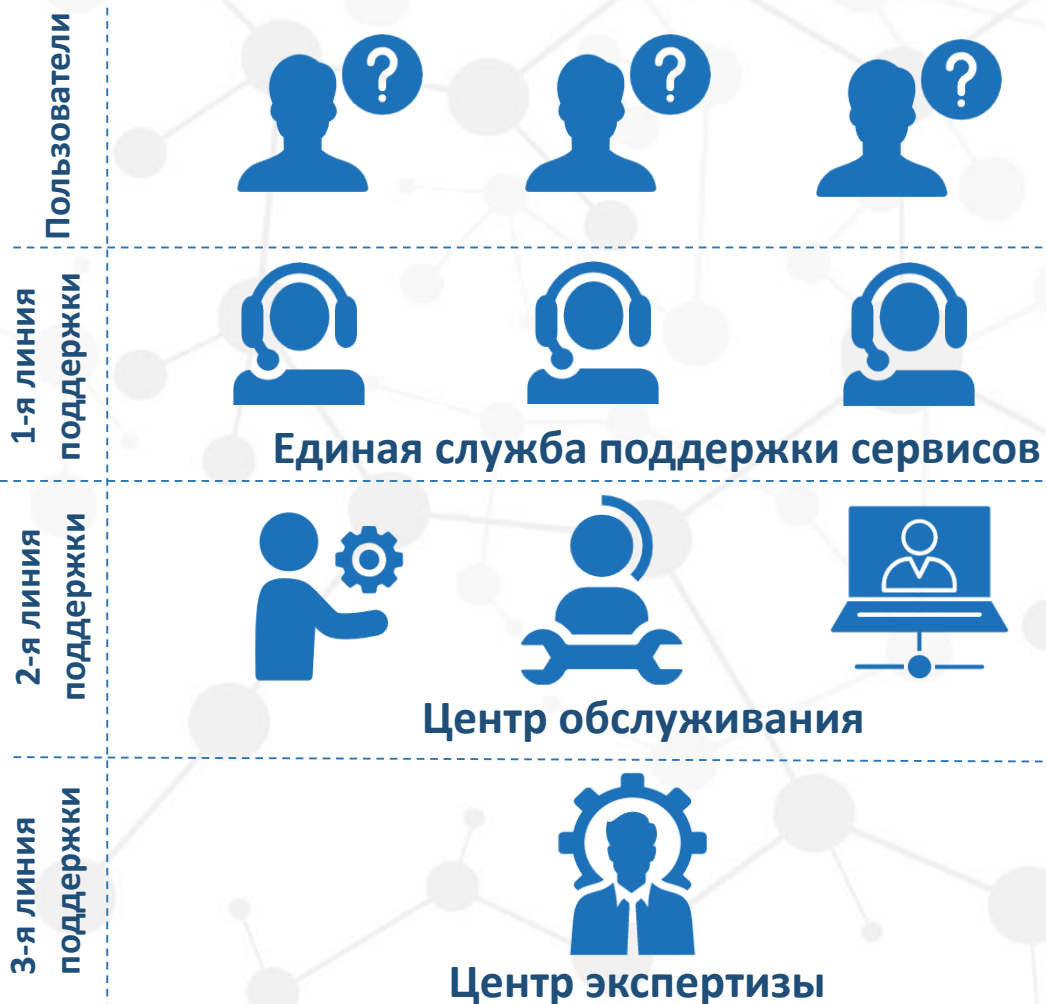 Пользователи
?
?
?
1-я линия
поддержки
Единая служба поддержки сервисов
2-я линия
поддержки
Центр обслуживания
3-я линия
поддержки
Центр экспертизы